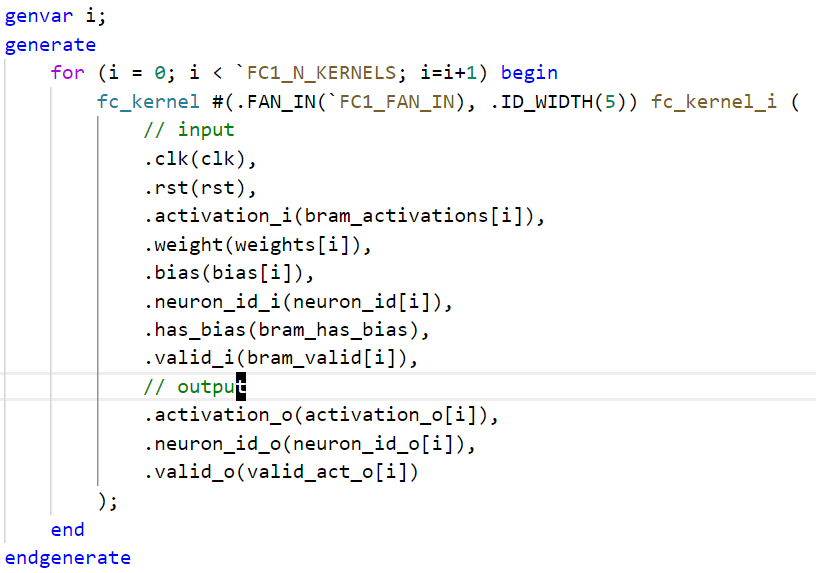 genvar i;
generate
for (i = 0; i < `FC1_N_KERNELS; i=i+1) begin
fc_kernel #(.FAN_IN(`FC1_FAN_IN), .ID_WIDTH(5)) fc_kernel_i (
// input
.clk(clk),
.rst(rst),
.activation_i(bram_activations[i]),
.weight(weights[i]),
.bias(bias[i]),
.neuron_id_i(neuron_id[i]),
.has_bias(bram_has_bias),
.valid_i(bram_valid[i]),
// output
.activation_o(activation_o[i]),
.neuron_id_o(neuron_id_o[i]),
.valid_o(valid_act_o[i])
);
end
endgenerate